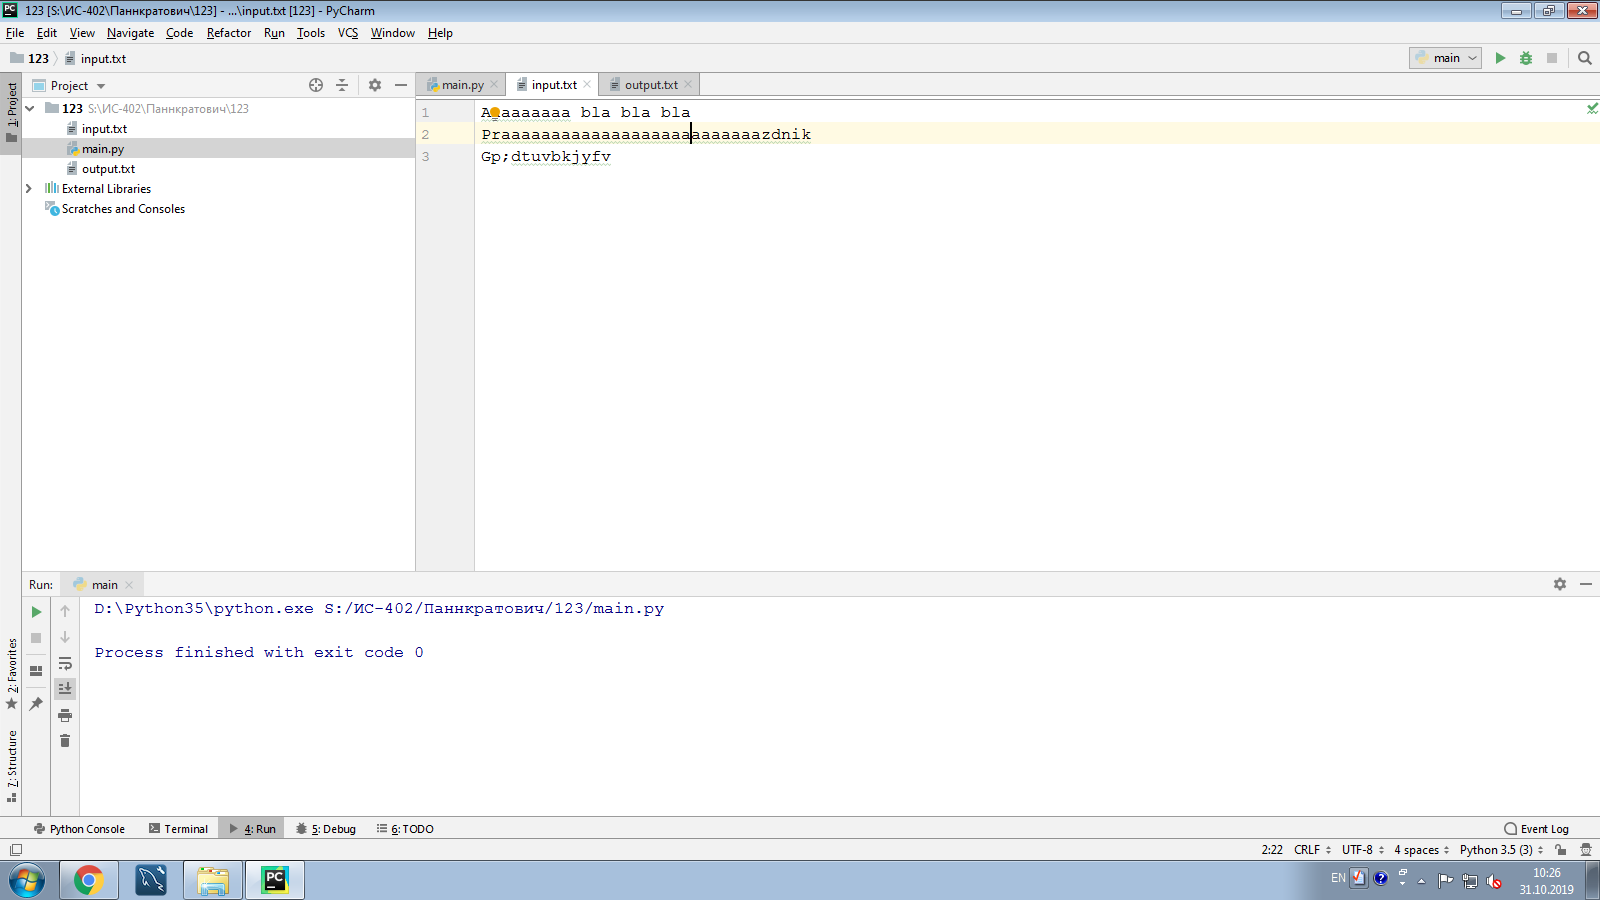 123 [S:\ИС-402\Паннкратович\123] - ...\input.txt [123] - PyCharm
File Edit View Navigate Code Refactor Run Tools VCS Window Help
123 input.txt main
1: Project
Project
main.py input.txt output.txt
123 S:\ИС-402\Паннкратович\123
input.txt
main.py
output.txt
External Libraries
Scratches and Consoles
1 Aaaaaaaaa bla bla bla
2 Praaaaaaaaaaaaaaaaaaaaaaaaaazdnik
3 Gp;dtuvbkjyfv
Run: main
D:\Python35\python.exe S:/ИС-402/Паннкратович/123/main.py
Process finished with exit code 0
2: Favorites
7: Structure
Python Console Terminal 4: Run 5: Debug 6: TODO Event Log
2:22 CRLF UTF-8 4 spaces Python 3.5 (3)
PC
EN 10:26
31.10.2019